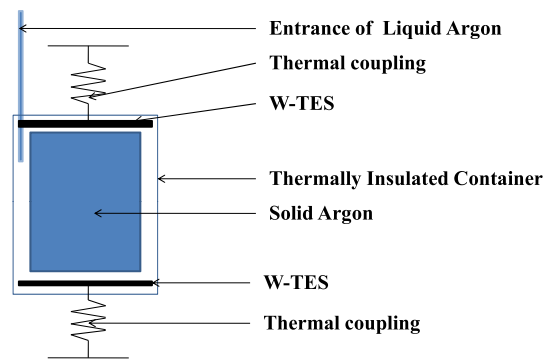 Entrance of Liquid Argon
Thermal coupling
W-TES
Thermally Insulated Container
Solid Argon
W-TES
Thermal coupling